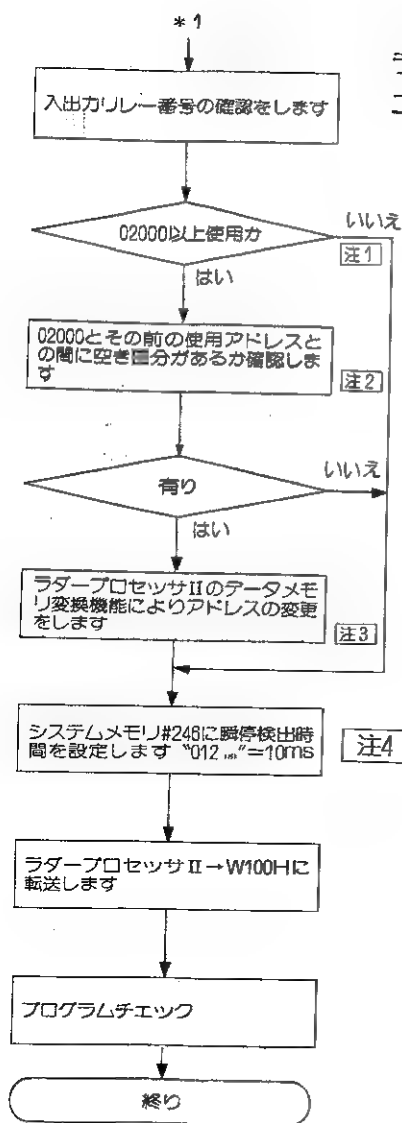 *1
入出力リレー番号の確認をします
02000以上使用か
いいえ
注1
はい
02000とその前の使用アドレスと
の間に空き区分があるか確認しま
す
注2
有り
いいえ
はい
ラダープロセッサⅡのデータメモ
リ変換機能によりアドレスの変更
をします
注3
システムメモリ#246に瞬停検出時
間を設定します “012₍₈₎”=10ms
注4
ラダープロセッサⅡ→W100Hに
転送します
プログラムチェック
終り